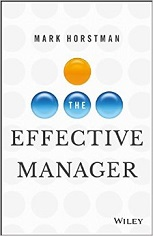 MARK HORSTMAN
THE
EFFECTIVE
MANAGER
WILEY